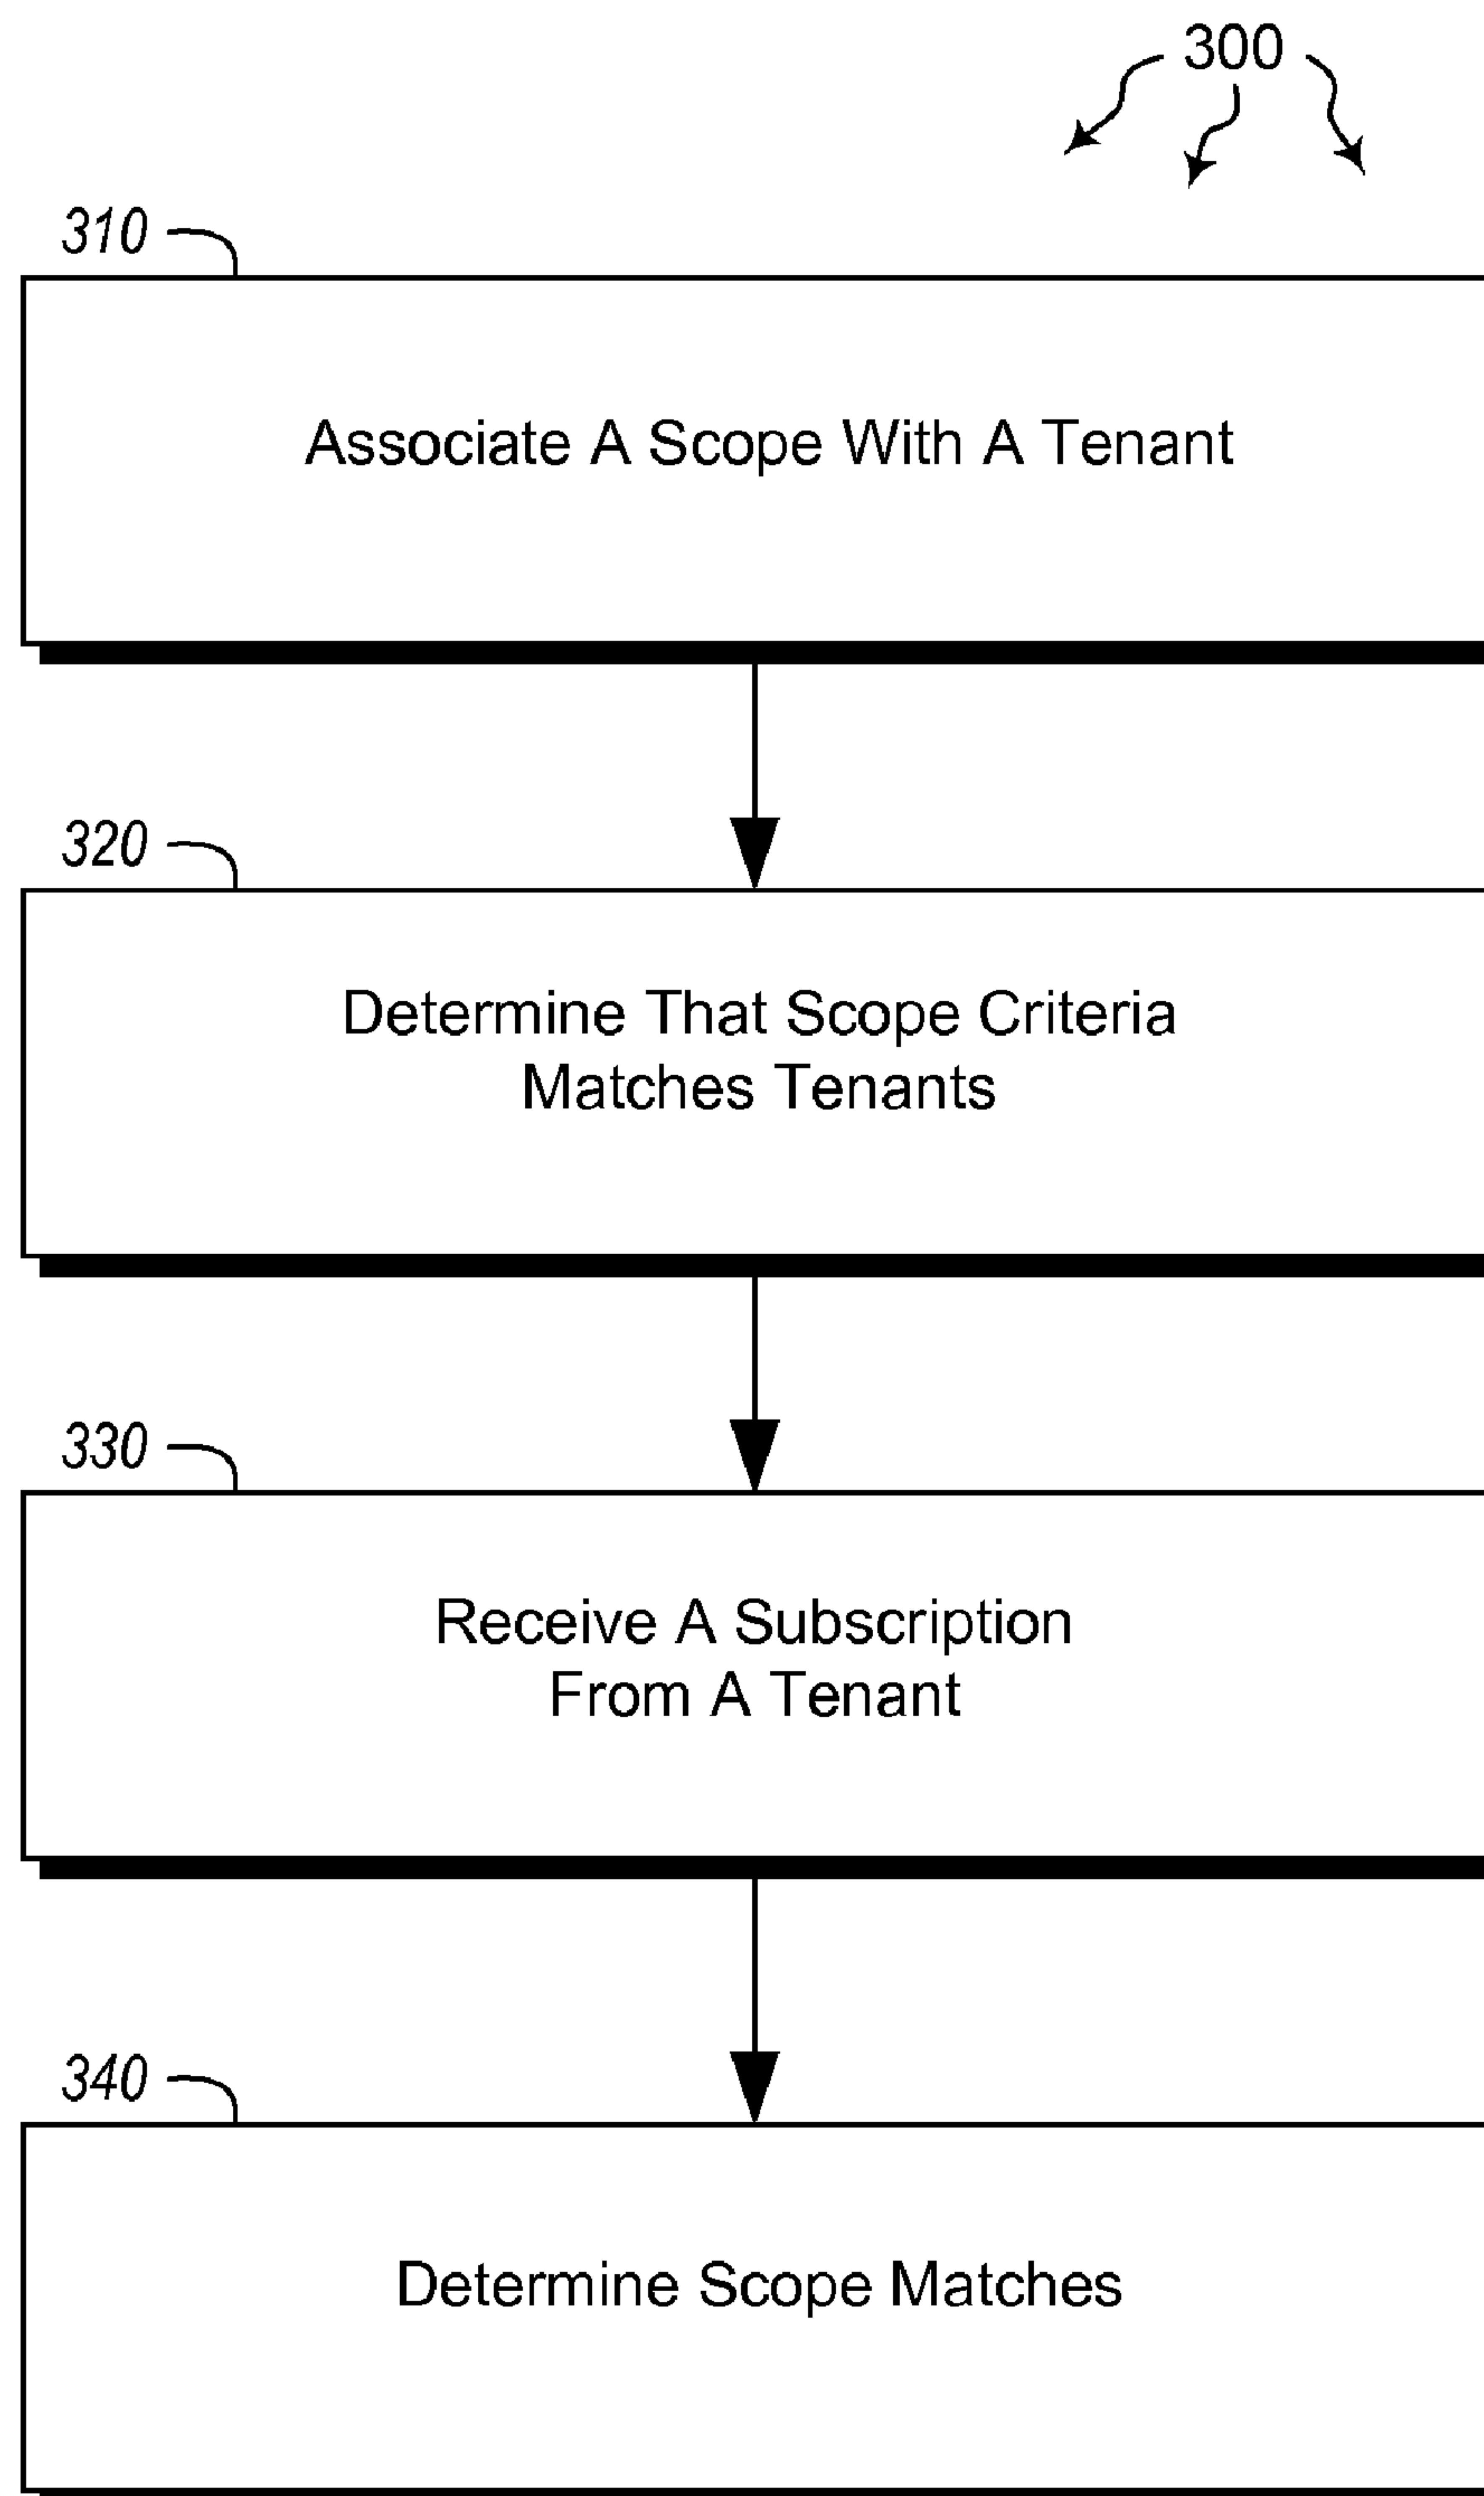 300
310
Associate A Scope With A Tenant
320
Determine That Scope Criteria
Matches Tenants
330
Receive A Subscription
From A Tenant
340
Determine Scope Matches